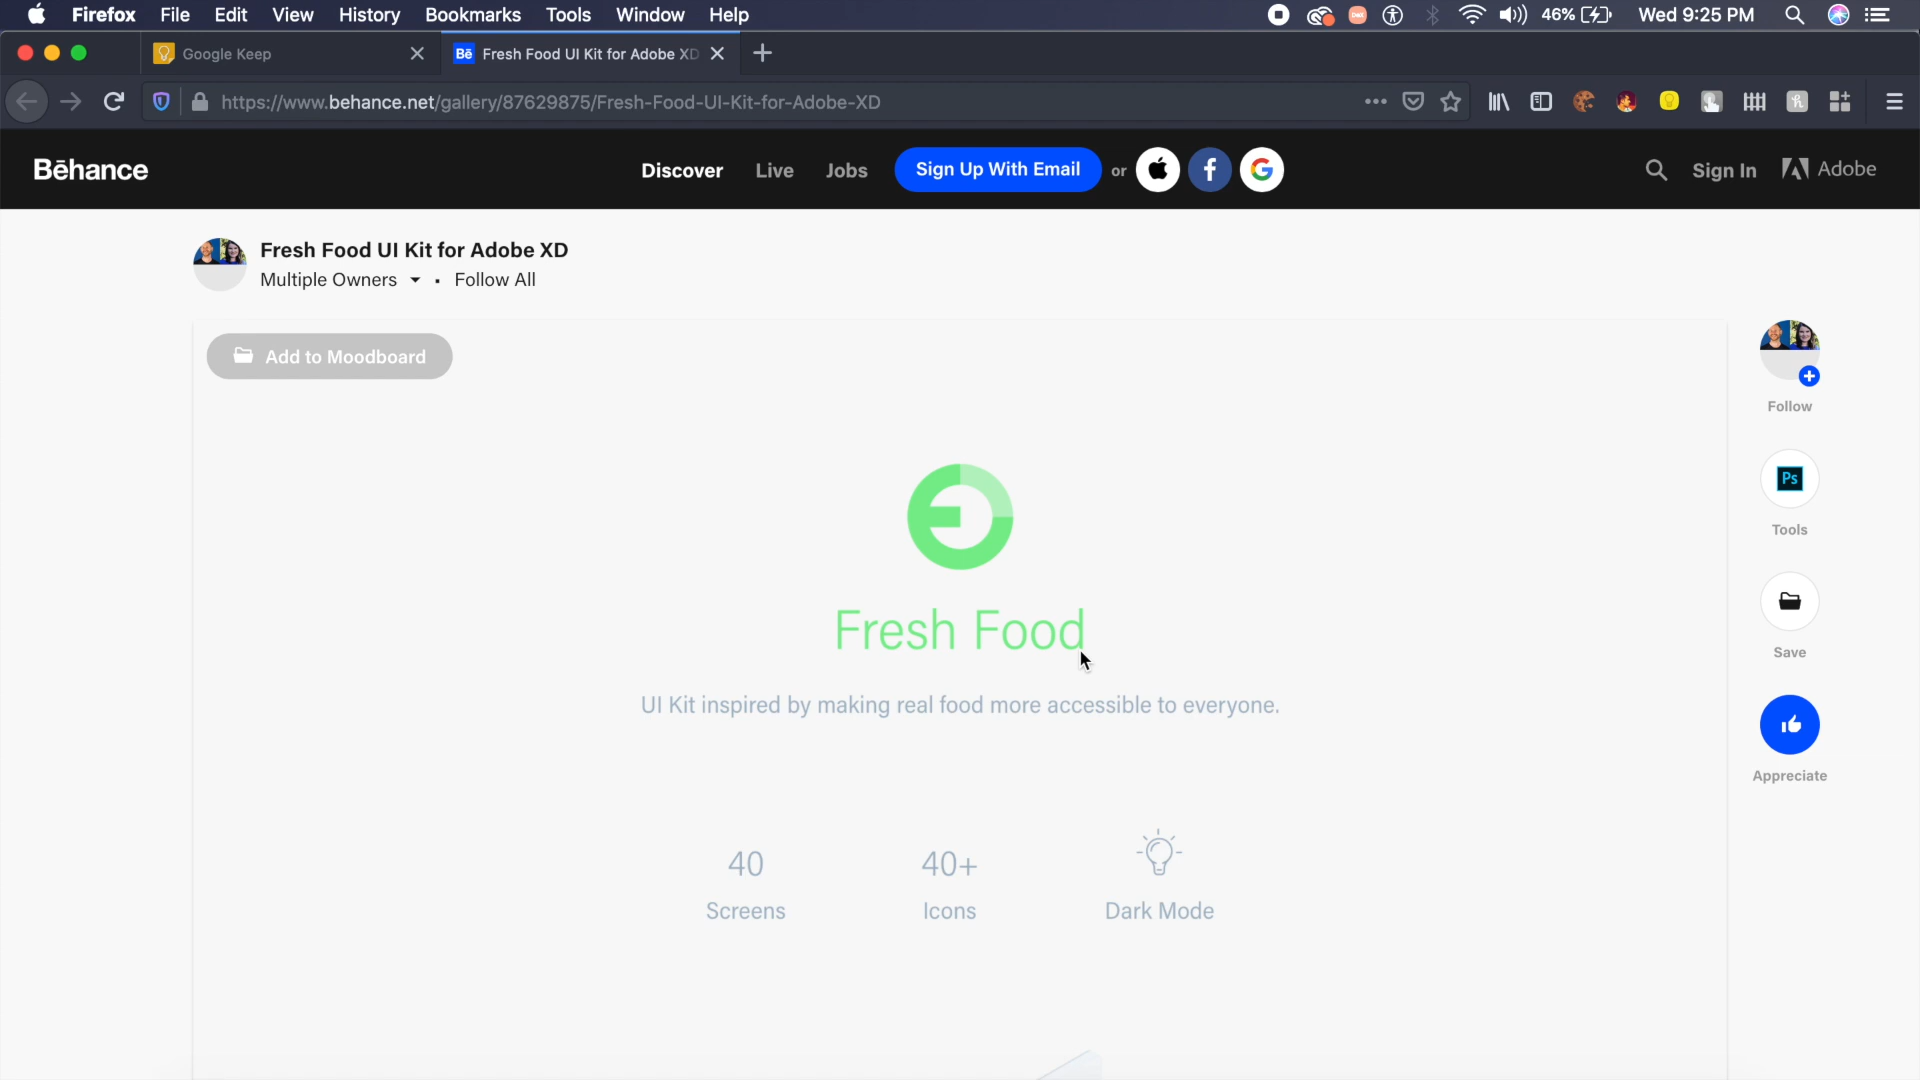 Firefox File Edit View History Bookmarks Tools Window Help 46% Wed 9:25 PM
Google Keep Bē Fresh Food UI Kit for Adobe XD
https://www.behance.net/gallery/87629875/Fresh-Food-UI-Kit-for-Adobe-XD
Bēhance Discover Live Jobs Sign Up With Email or Sign In Adobe
Fresh Food UI Kit for Adobe XD
Multiple Owners • Follow All
Add to Moodboard
Follow
Ps
Tools
Save
Appreciate
Fresh Food
UI Kit inspired by making real food more accessible to everyone.
40 40+
Screens Icons Dark Mode